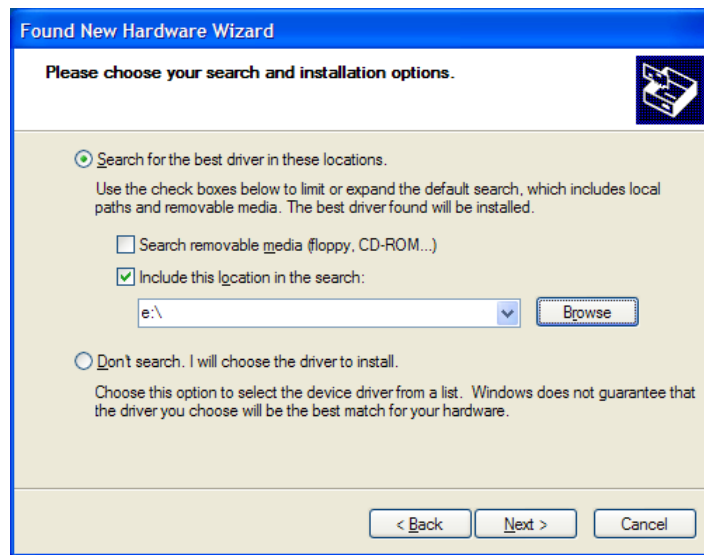 Found New Hardware Wizard
Please choose your search and installation options.
Search for the best driver in these locations.
Use the check boxes below to limit or expand the default search, which includes local
paths and removable media. The best driver found will be installed.
Search removable media (floppy, CD-ROM...)
Include this location in the search:
e:\
Browse
Don't search. I will choose the driver to install.
Choose this option to select the device driver from a list. Windows does not guarantee that
the driver you choose will be the best match for your hardware.
< Back
Next >
Cancel